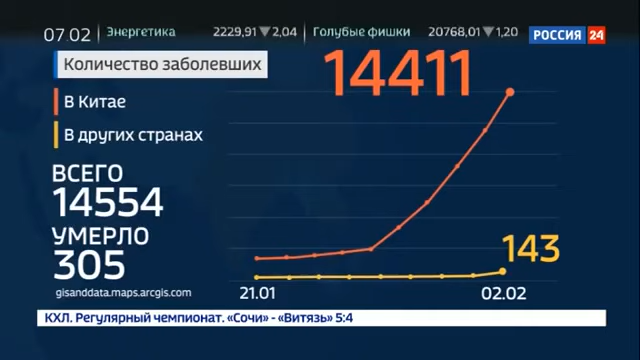 07.02 Энергетика 2229,91▼2,04 Голубые фишки 20768,01▼1,20 РОССИЯ 24
Количество заболевших
14411
В Китае
В других странах
ВСЕГО
14554
УМЕРЛО
305
143
gisanddata.maps.arcgis.com
21.01 02.02
КХЛ. Регулярный чемпионат. «Сочи» - «Витязь» 5:4